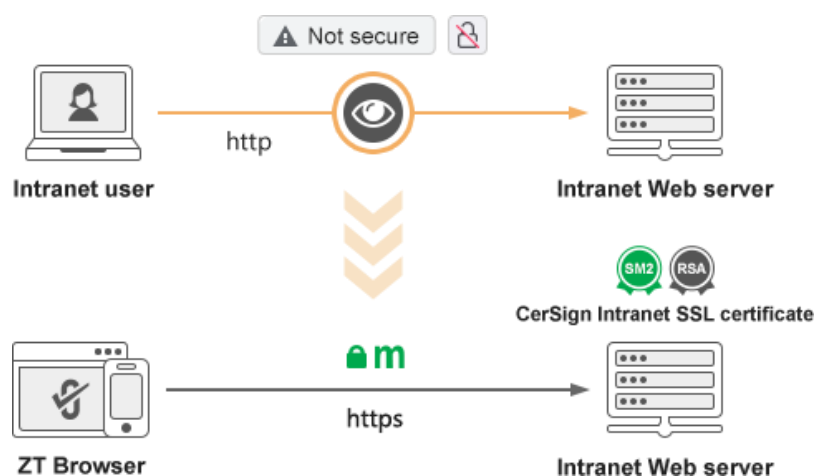 Not secure
http
Intranet user
Intranet Web server
SM2 RSA
CerSign Intranet SSL certificate
m
https
ZT Browser
Intranet Web server